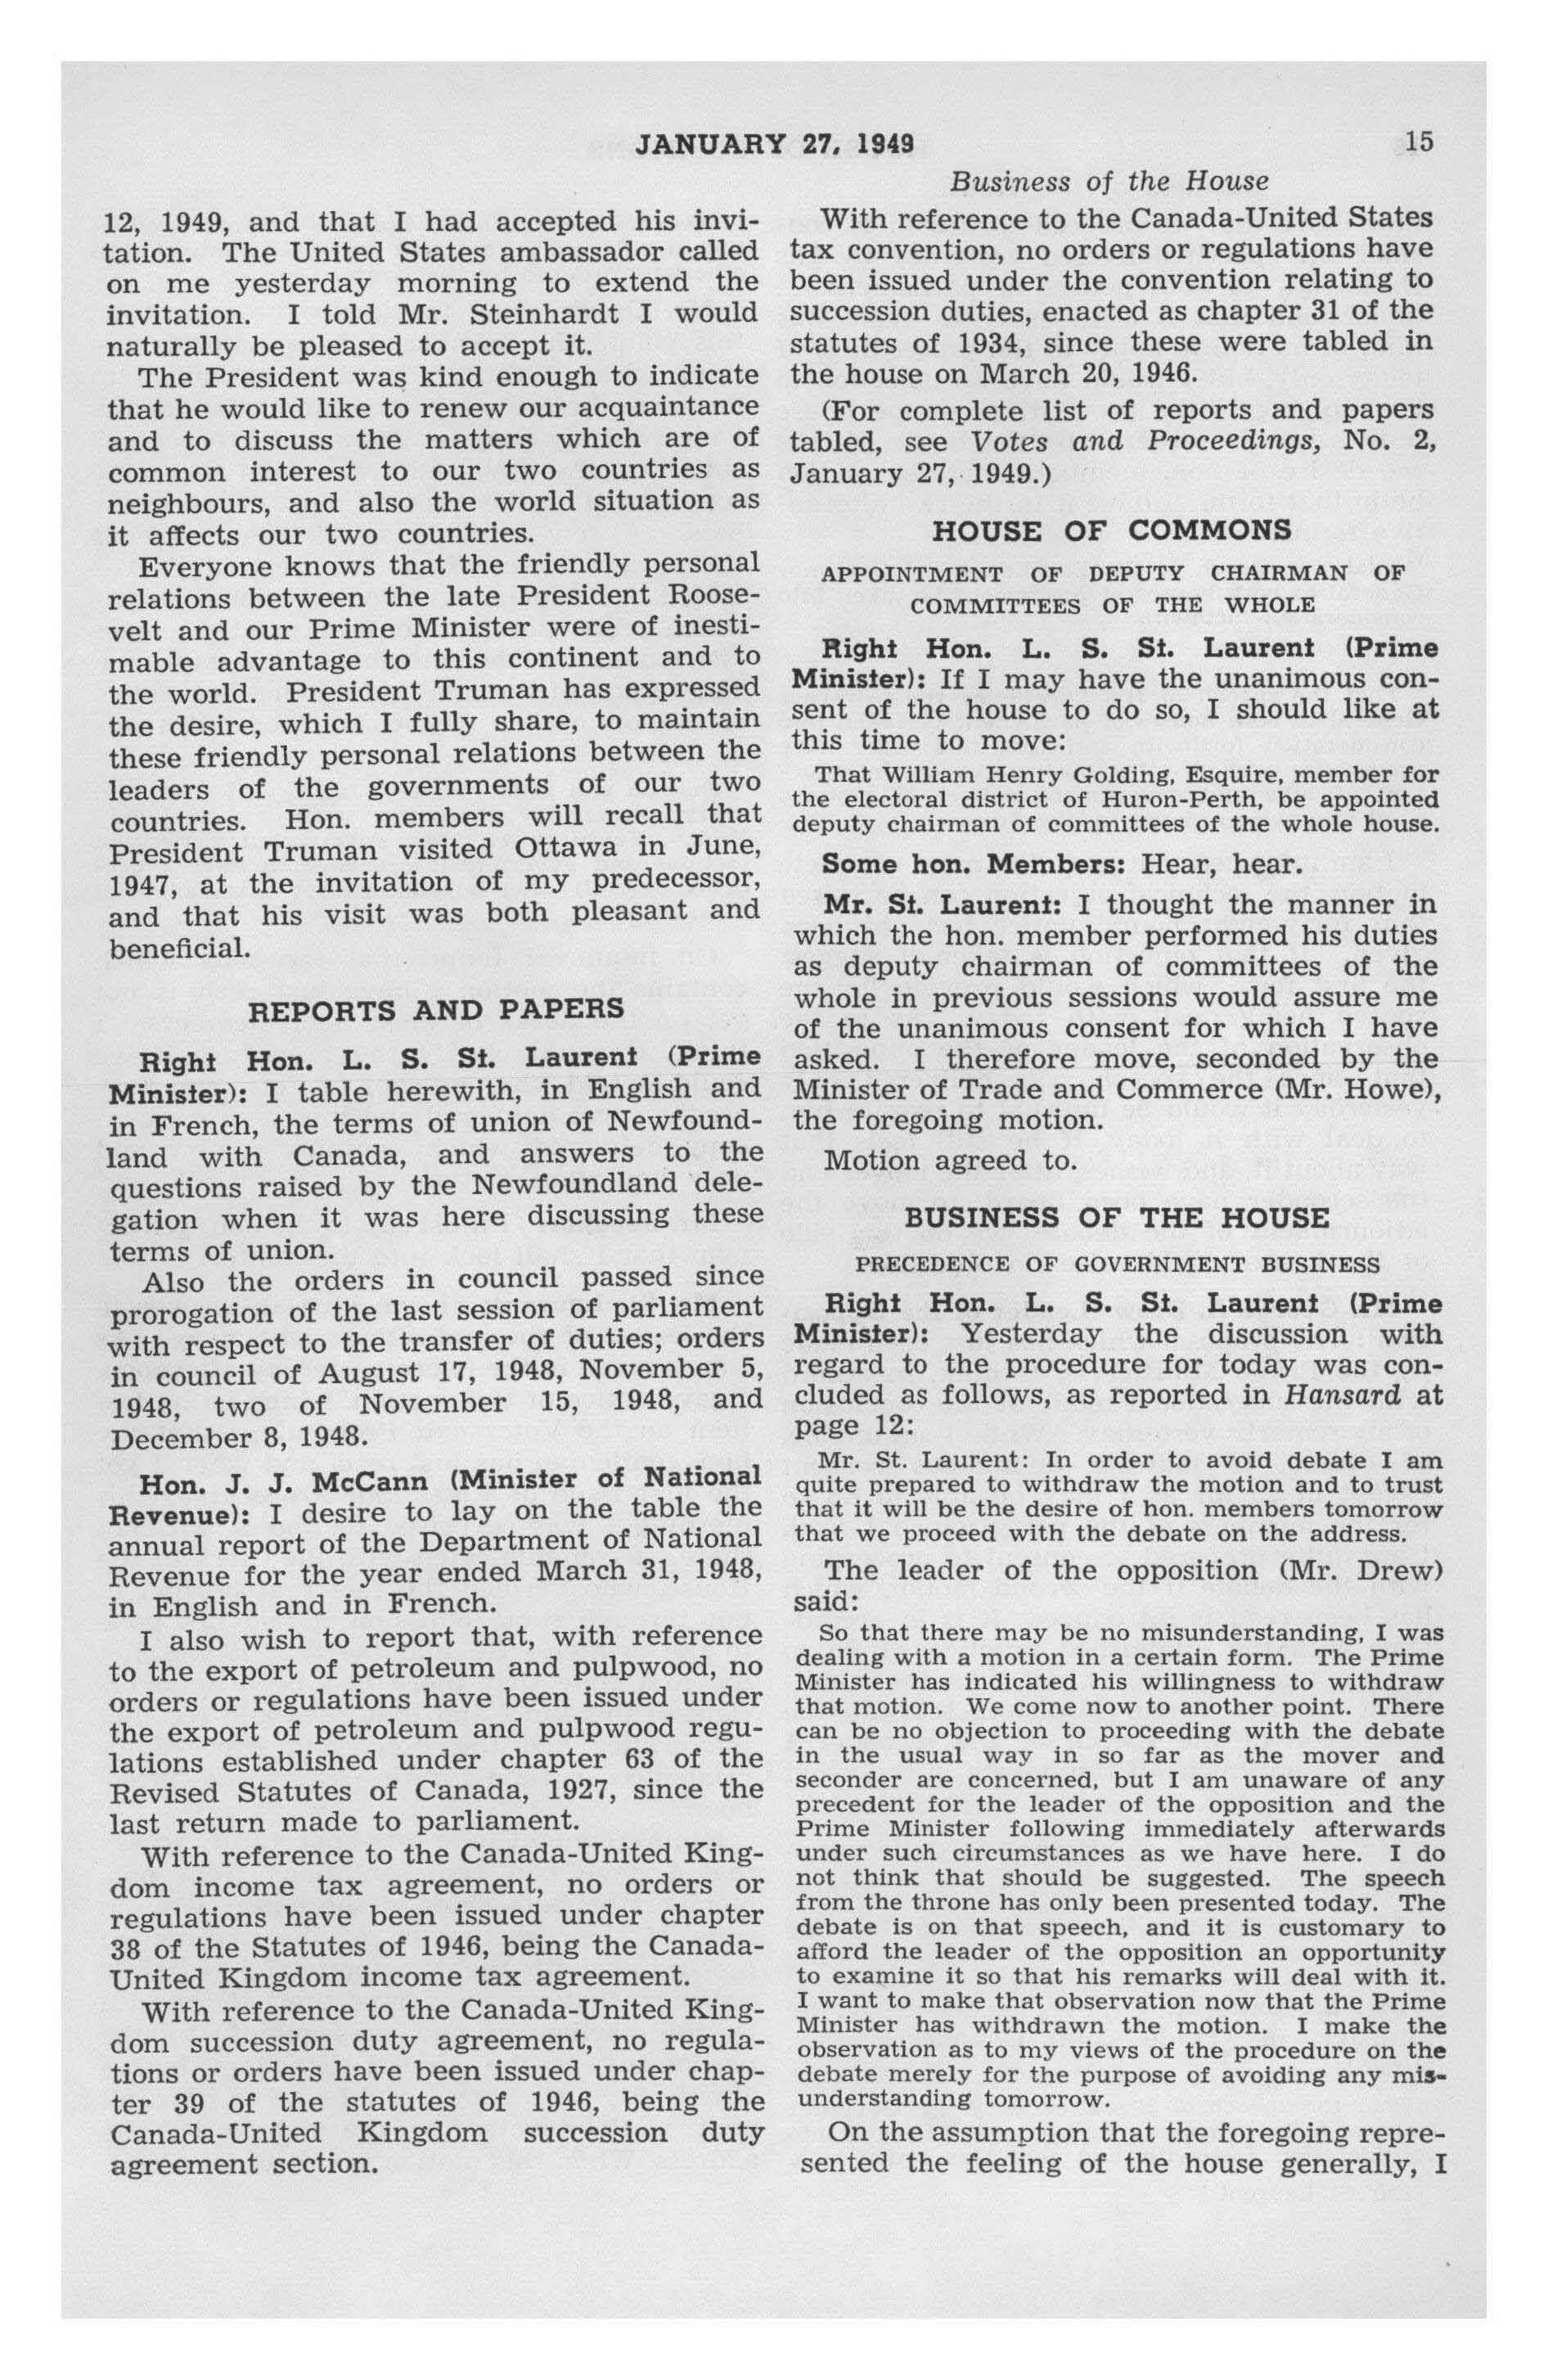 JANUARY 27, 1949
15
Business of the House
12, 1949, and that I had accepted his invi-
tation. The United States ambassador called
on me yesterday morning to extend the
invitation. I told Mr. Steinhardt I would
naturally be pleased to accept it.
The President was kind enough to indicate
that he would like to renew our acquaintance
and to discuss the matters which are of
common interest to our two countries as
neighbours, and also the world situation as
it affects our two countries.
Everyone knows that the friendly personal
relations between the late President Roose-
velt and our Prime Minister were of inesti-
mable advantage to this continent and to
the world. President Truman has expressed
the desire, which I fully share, to maintain
these friendly personal relations between the
leaders of the governments of our two
countries. Hon. members will recall that
President Truman visited Ottawa in June,
1947, at the invitation of my predecessor,
and that his visit was both pleasant and
beneficial.
REPORTS AND PAPERS
Right Hon. L. S. St. Laurent (Prime
Minister): I table herewith, in English and
in French, the terms of union of Newfound-
land with Canada, and answers to the
questions raised by the Newfoundland dele-
gation when it was here discussing these
terms of union.
Also the orders in council passed since
prorogation of the last session of parliament
with respect to the transfer of duties; orders
in council of August 17, 1948, November 5,
1948, two of November 15, 1948, and
December 8, 1948.
Hon. J. J. McCann (Minister of National
Revenue): I desire to lay on the table the
annual report of the Department of National
Revenue for the year ended March 31, 1948,
in English and in French.
I also wish to report that, with reference
to the export of petroleum and pulpwood, no
orders or regulations have been issued under
the export of petroleum and pulpwood regu-
lations established under chapter 63 of the
Revised Statutes of Canada, 1927, since the
last return made to parliament.
With reference to the Canada-United King-
dom income tax agreement, no orders or
regulations have been issued under chapter
38 of the Statutes of 1946, being the Canada-
United Kingdom income tax agreement.
With reference to the Canada-United King-
dom succession duty agreement, no regula-
tions or orders have been issued under chap-
ter 39 of the statutes of 1946, being the
Canada-United Kingdom succession duty
agreement section.
With reference to the Canada-United States
tax convention, no orders or regulations have
been issued under the convention relating to
succession duties, enacted as chapter 31 of the
statutes of 1934, since these were tabled in
the house on March 20, 1946.
(For complete list of reports and papers
tabled, see Votes and Proceedings, No. 2,
January 27, 1949.)
HOUSE OF COMMONS
APPOINTMENT OF DEPUTY CHAIRMAN OF
COMMITTEES OF THE WHOLE
Right Hon. L. S. St. Laurent (Prime
Minister): If I may have the unanimous con-
sent of the house to do so, I should like at
this time to move:
That William Henry Golding, Esquire, member for
the electoral district of Huron-Perth, be appointed
deputy chairman of committees of the whole house.
Some hon. Members: Hear, hear.
Mr. St. Laurent: I thought the manner in
which the hon. member performed his duties
as deputy chairman of committees of the
whole in previous sessions would assure me
of the unanimous consent for which I have
asked. I therefore move, seconded by the
Minister of Trade and Commerce (Mr. Howe),
the foregoing motion.
Motion agreed to.
BUSINESS OF THE HOUSE
PRECEDENCE OF GOVERNMENT BUSINESS
Right Hon. L. S. St. Laurent (Prime
Minister): Yesterday the discussion with
regard to the procedure for today was con-
cluded as follows, as reported in Hansard at
page 12:
Mr. St. Laurent: In order to avoid debate I am
quite prepared to withdraw the motion and to trust
that it will be the desire of hon. members tomorrow
that we proceed with the debate on the address.
The leader of the opposition (Mr. Drew)
said:
So that there may be no misunderstanding, I was
dealing with a motion in a certain form. The Prime
Minister has indicated his willingness to withdraw
that motion. We come now to another point. There
can be no objection to proceeding with the debate
in the usual way in so far as the mover and
seconder are concerned, but I am unaware of any
precedent for the leader of the opposition and the
Prime Minister following immediately afterwards
under such circumstances as we have here. I do
not think that should be suggested. The speech
from the throne has only been presented today. The
debate is on that speech, and it is customary to
afford the leader of the opposition an opportunity
to examine it so that his remarks will deal with it.
I want to make that observation now that the Prime
Minister has withdrawn the motion. I make the
observation as to my views of the procedure on the
debate merely for the purpose of avoiding any mis-
understanding tomorrow.
On the assumption that the foregoing repre-
sented the feeling of the house generally, I